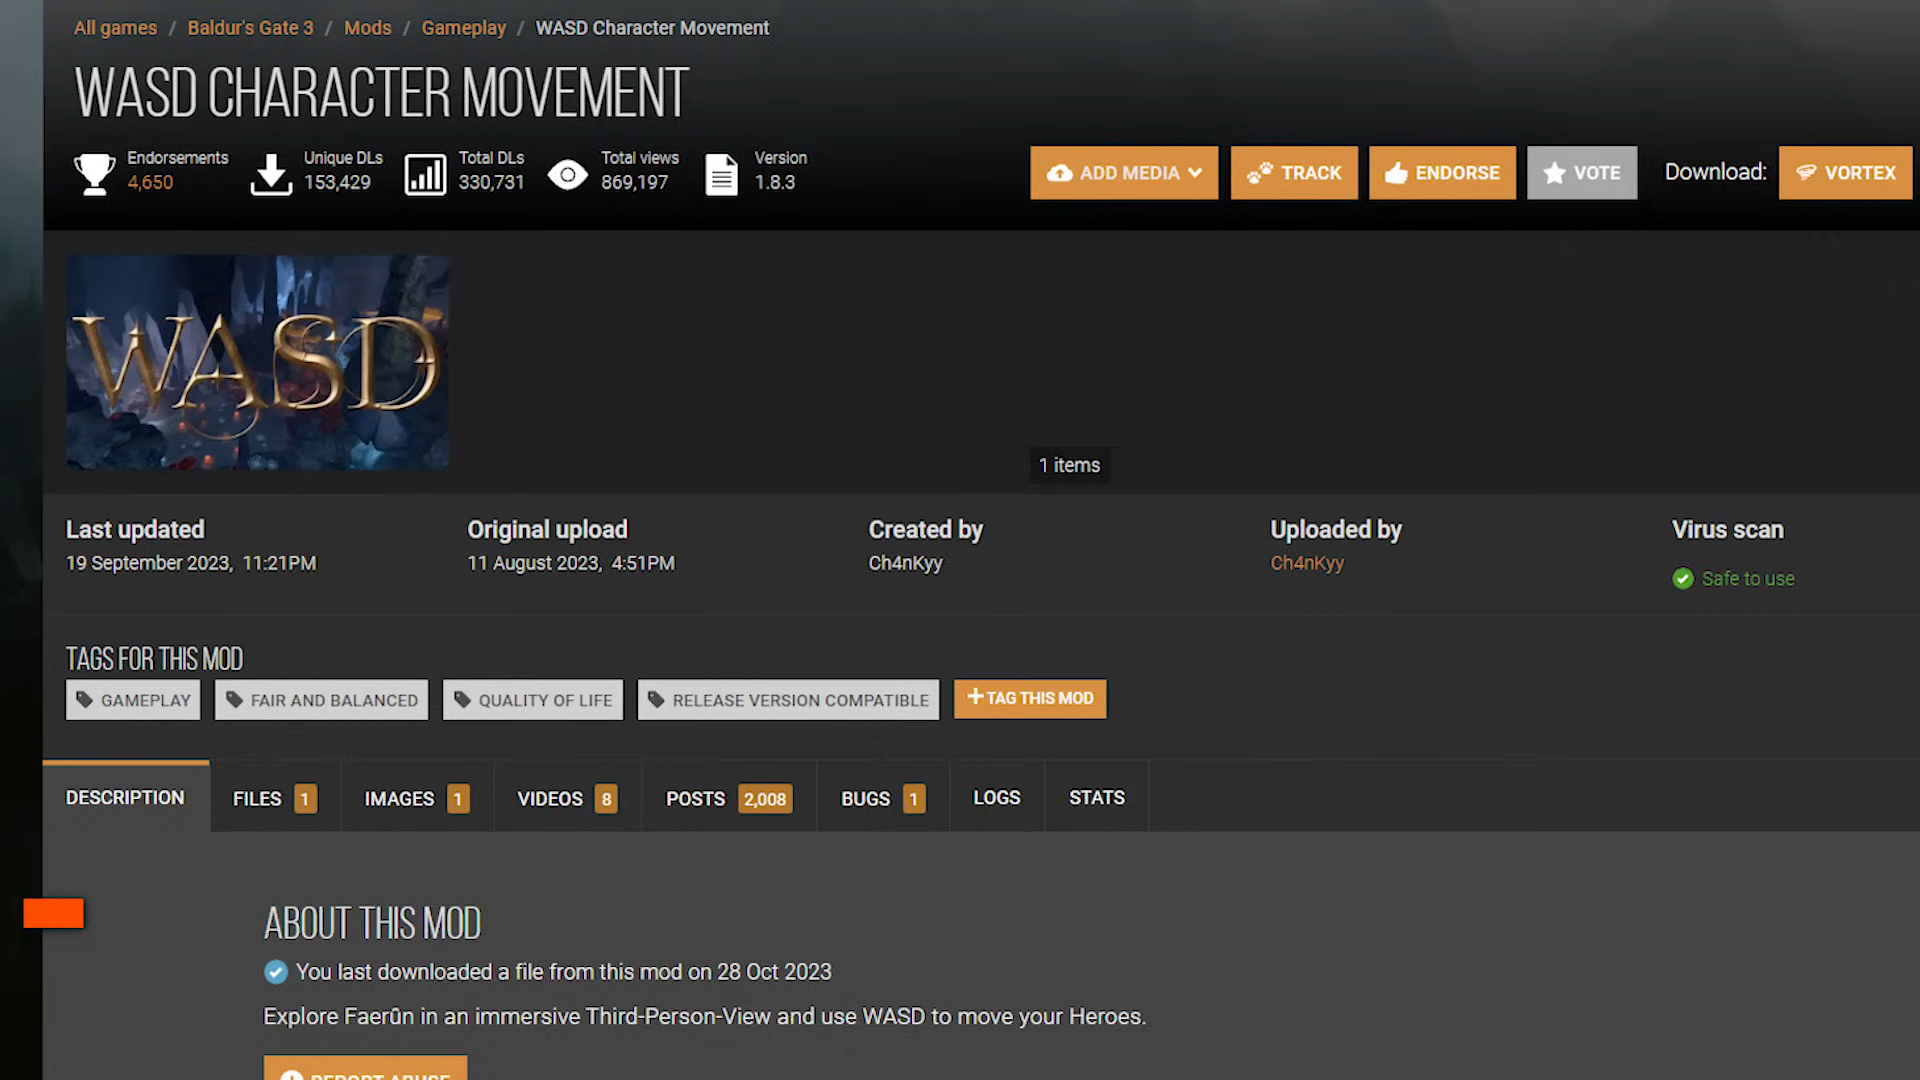 All games / Baldur's Gate 3 / Mods / Gameplay / WASD Character Movement
WASD CHARACTER MOVEMENT
Endorsements
4,650
Unique DLs
153,429
Total DLs
330,731
Total views
869,197
Version
1.8.3
ADD MEDIA
TRACK
ENDORSE
VOTE
Download:
VORTEX
WASD
1 items
Last updated
19 September 2023, 11:21PM
Original upload
11 August 2023, 4:51PM
Created by
Ch4nKyy
Uploaded by
Ch4nKyy
Virus scan
Safe to use
TAGS FOR THIS MOD
GAMEPLAY
FAIR AND BALANCED
QUALITY OF LIFE
RELEASE VERSION COMPATIBLE
+TAG THIS MOD
DESCRIPTION
FILES 1
IMAGES 1
VIDEOS 8
POSTS 2,008
BUGS 1
LOGS
STATS
ABOUT THIS MOD
You last downloaded a file from this mod on 28 Oct 2023
Explore Faerûn in an immersive Third-Person-View and use WASD to move your Heroes.
REPORT ABUSE